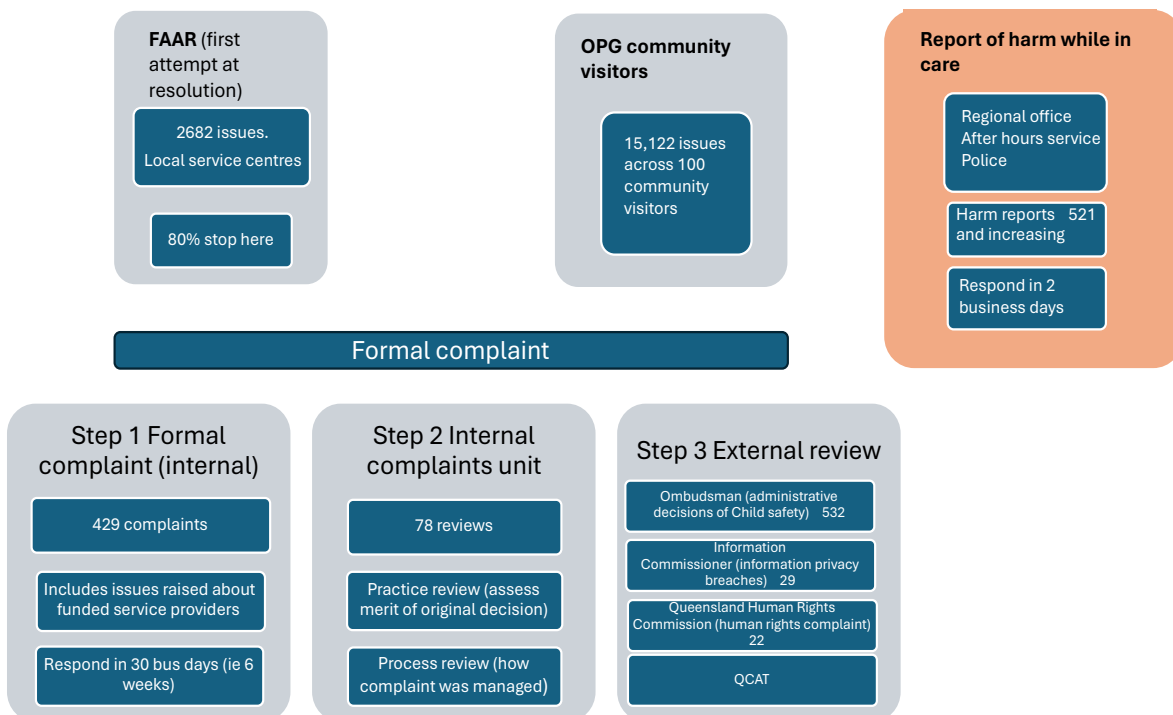 FAAR (first
attempt at
resolution)
2682 issues.
Local service centres
80% stop here
OPG community
visitors
15,122 issues
across 100
community
visitors
Report of harm while in
care
Regional office
After hours service
Police
Harm reports 521
and increasing
Respond in 2
business days
Formal complaint
Step 1 Formal
complaint (internal)
429 complaints
Includes issues raised about
funded service providers
Respond in 30 bus days (ie 6
weeks)
Step 2 Internal
complaints unit
78 reviews
Practice review (assess
merit of original decision)
Process review (how
complaint was managed)
Step 3 External review
Ombudsman (administrative
decisions of Child safety) 532
Information
Commissioner (information privacy
breaches) 29
Queensland Human Rights
Commission (human rights complaint)
22
QCAT